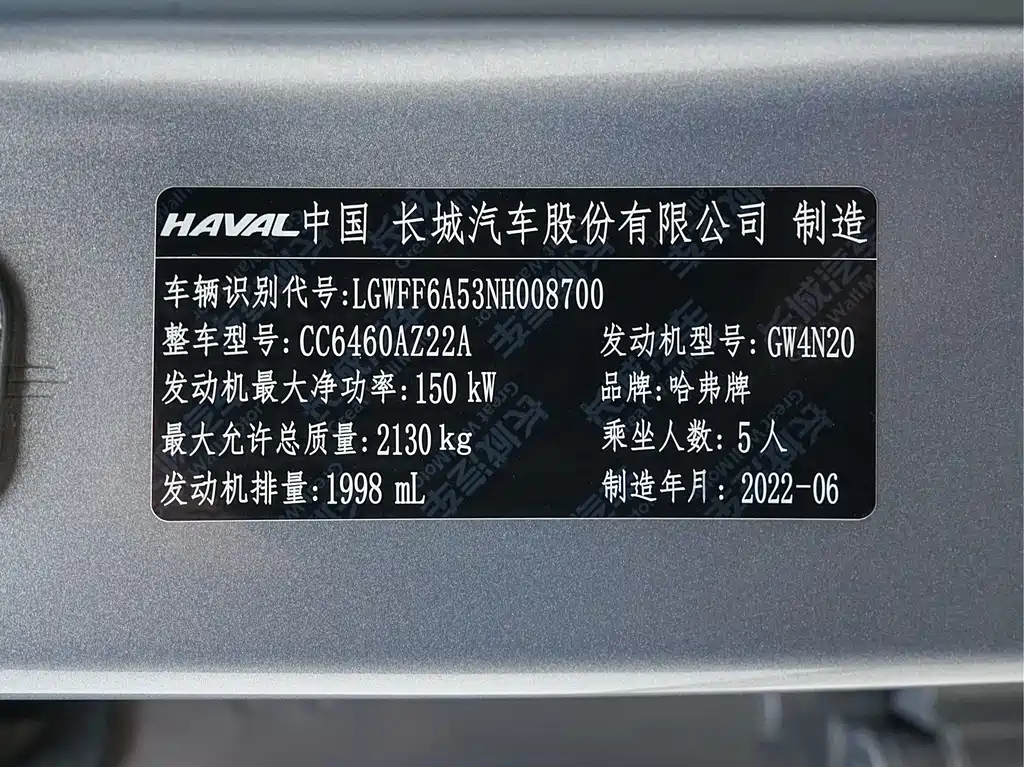 HAVAL中国 长城汽车股份有限公司 制造
车辆识别代号:LGWFF6A53NH008700
整车型号:CC6460AZ22A 发动机型号:GW4N20
发动机最大净功率:150 kW 品牌:哈弗牌
最大允许总质量:2130kg 乘坐人数:5人
发动机排量:1998 mL 制造年月:2022-06